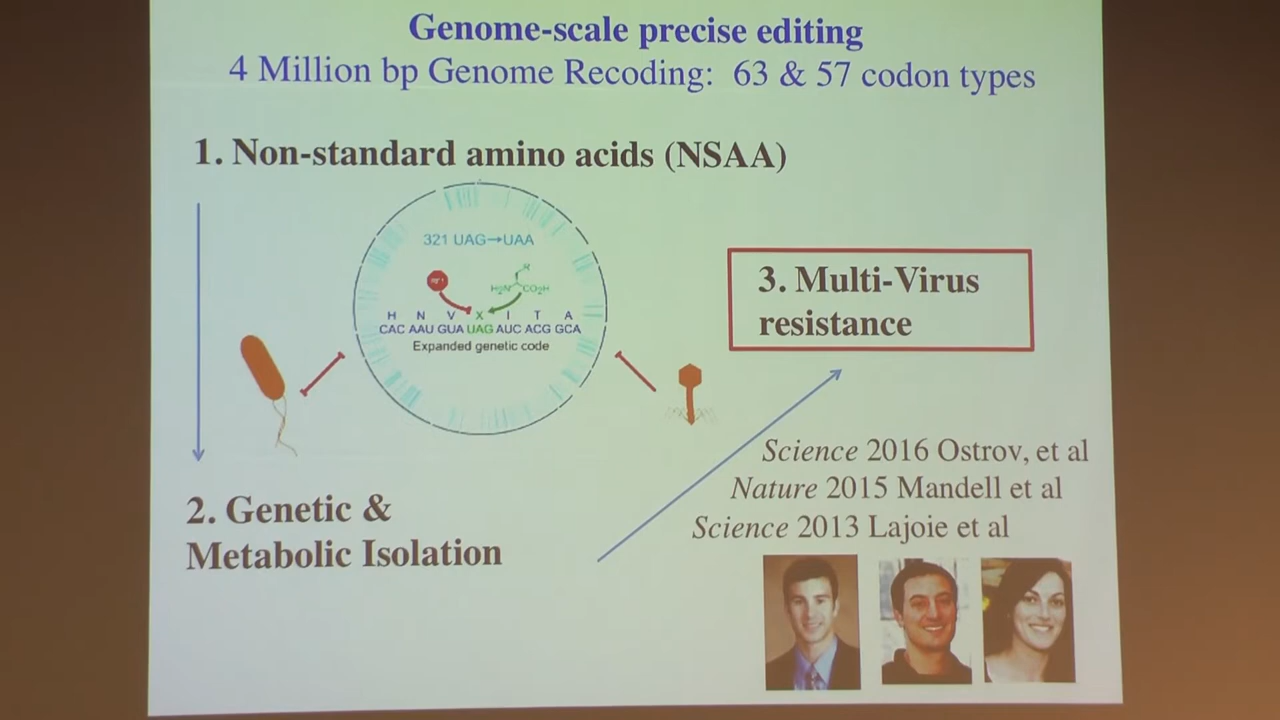 Genome-scale precise editing
4 Million bp Genome Recoding: 63 & 57 codon types
1. Non-standard amino acids (NSAA)
321 UAG→UAA
R
H₂N CO₂H
H N V X I T A
CAC AAU GUA UAG AUC ACG GCA
Expanded genetic code
3. Multi-Virus
resistance
2. Genetic &
Metabolic Isolation
Science 2016 Ostrov, et al
Nature 2015 Mandell et al
Science 2013 Lajoie et al